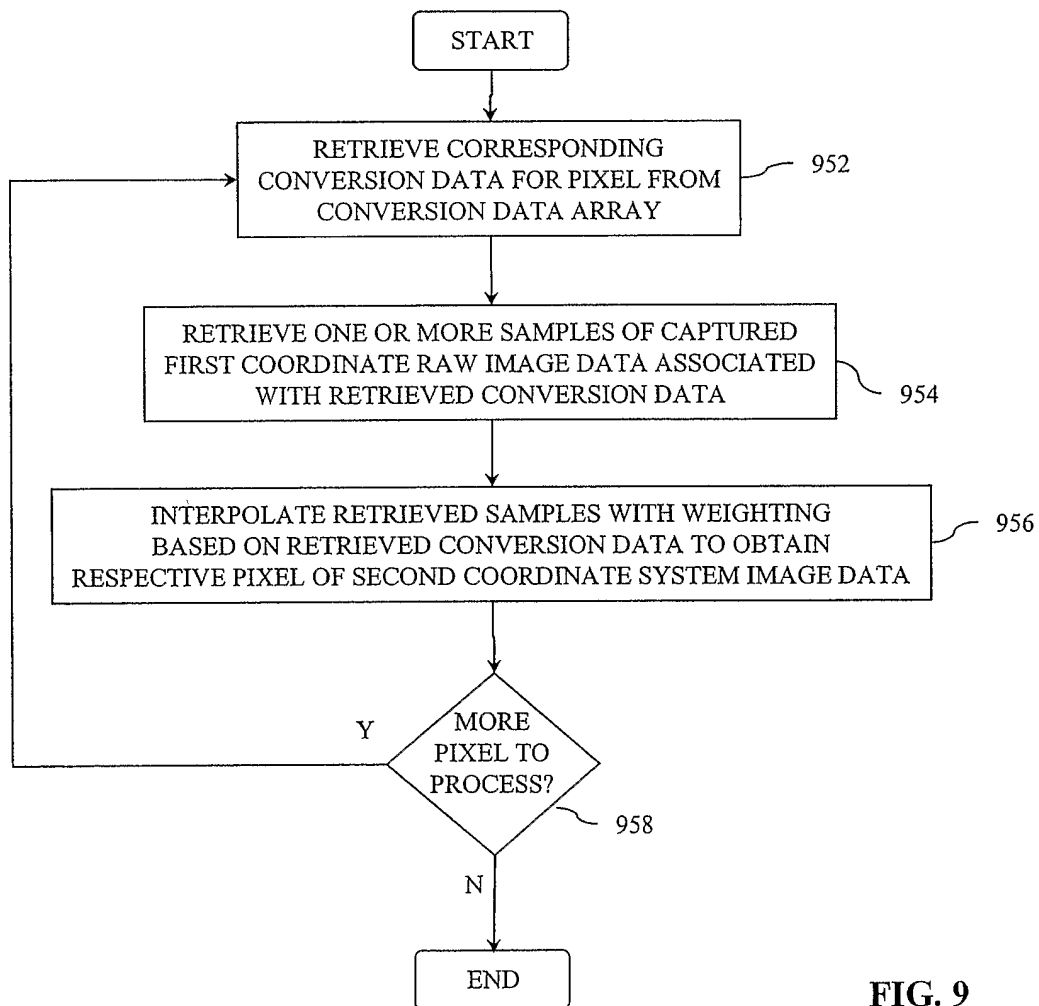 START
RETRIEVE CORRESPONDING
CONVERSION DATA FOR PIXEL FROM
CONVERSION DATA ARRAY
952
RETRIEVE ONE OR MORE SAMPLES OF CAPTURED
FIRST COORDINATE RAW IMAGE DATA ASSOCIATED
WITH RETRIEVED CONVERSION DATA
954
INTERPOLATE RETRIEVED SAMPLES WITH WEIGHTING
BASED ON RETRIEVED CONVERSION DATA TO OBTAIN
RESPECTIVE PIXEL OF SECOND COORDINATE SYSTEM IMAGE DATA
956
Y
MORE
PIXEL TO
PROCESS?
958
N
END
FIG. 9